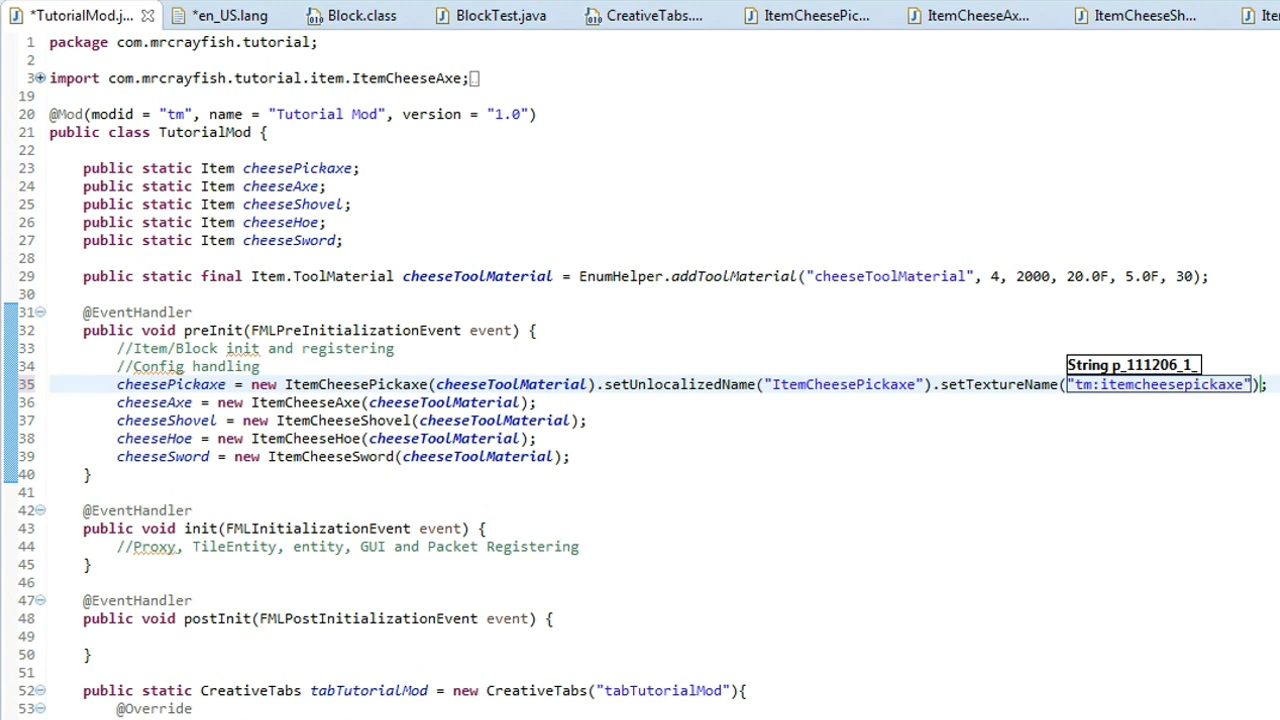 *TutorialMod.j... *en_US.lang Block.class BlockTest.java CreativeTabs.... ItemCheesePic... ItemCheeseAx... ItemCheeseSh... Ite
1 package com.mrcrayfish.tutorial;
2
3 import com.mrcrayfish.tutorial.item.ItemCheeseAxe;
19
20 @Mod(modid = "tm", name = "Tutorial Mod", version = "1.0")
21 public class TutorialMod {
22
23 public static Item cheesePickaxe;
24 public static Item cheeseAxe;
25 public static Item cheeseShovel;
26 public static Item cheeseHoe;
27 public static Item cheeseSword;
28
29 public static final Item.ToolMaterial cheeseToolMaterial = EnumHelper.addToolMaterial("cheeseToolMaterial", 4, 2000, 20.0F, 5.0F, 30);
30
31 @EventHandler
32 public void preInit(FMLPreInitializationEvent event) {
33 //Item/Block init and registering
34 //Config handling
String p_111206_1_
35 cheesePickaxe = new ItemCheesePickaxe(cheeseToolMaterial).setUnlocalizedName("ItemCheesePickaxe").setTextureName("tm:itemcheesepickaxe");
36 cheeseAxe = new ItemCheeseAxe(cheeseToolMaterial);
37 cheeseShovel = new ItemCheeseShovel(cheeseToolMaterial);
38 cheeseHoe = new ItemCheeseHoe(cheeseToolMaterial);
39 cheeseSword = new ItemCheeseSword(cheeseToolMaterial);
40 }
41
42 @EventHandler
43 public void init(FMLInitializationEvent event) {
44 //Proxy, TileEntity, entity, GUI and Packet Registering
45 }
46
47 @EventHandler
48 public void postInit(FMLPostInitializationEvent event) {
49
50 }
51
52 public static CreativeTabs tabTutorialMod = new CreativeTabs("tabTutorialMod"){
53 @Override